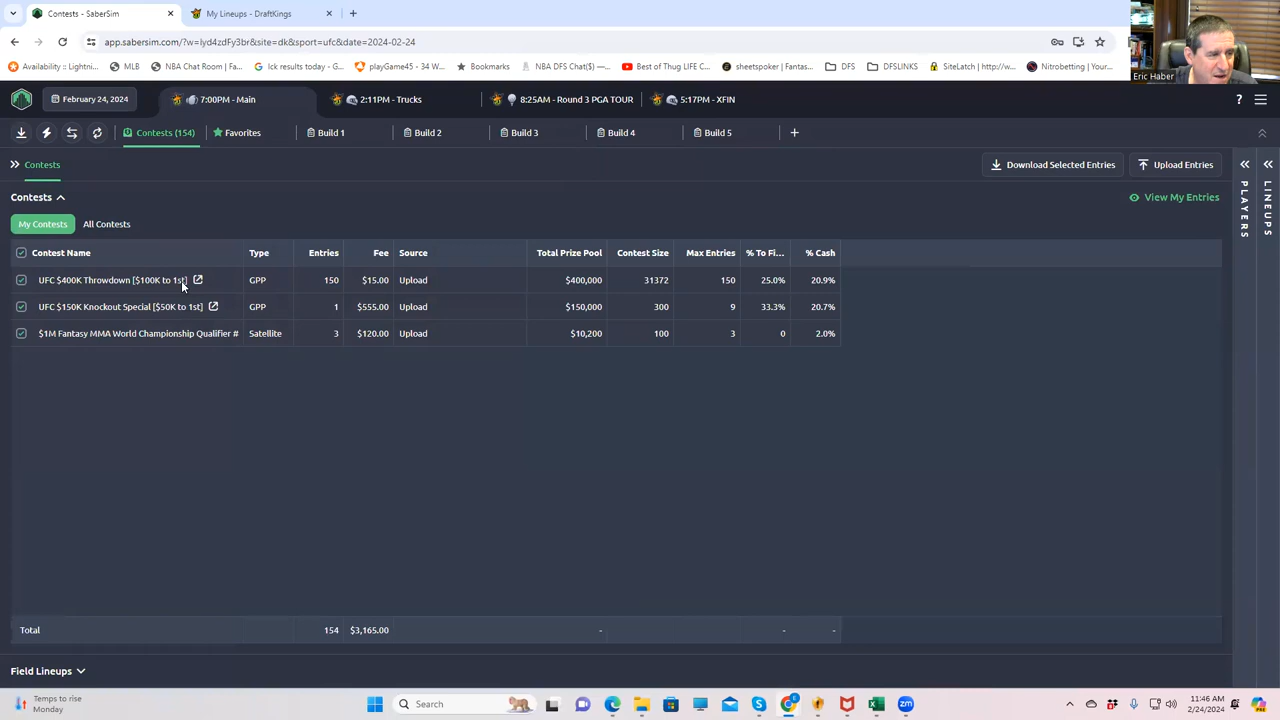 Contests - SaberSim
My Lineups - DraftKings
app.sabersim.com/?w=lyd4zdFy3br&site=dk&sport=ufc&date=2024-02-24
Availability :: Lightni...
MLB
NBA Chat Room ( Fa...
lck results today - G...
playGame45 - 34 W...
Bookmarks
NBA DFS Chat($) —...
Best of Thug LIFE C...
sheetspoker | Fantas...
DFS
DFSLINKS
SiteLatch | http://w...
Nitrobetting | Your...
Eric Haber
February 24, 2024
7:00PM - Main
2:11PM - Trucks
Round 3 PGA TOUR
5:17PM - XFIN
?
Contests (154)
Favorites
Build 1
Build 2
Build 3
Build 4
Build 5
Contests
Download Selected Entries
Upload Entries
Contests
View My Entries
My Contests
All Contests
Contest Name Type Entries Fee Source Total Prize Pool Contest Size Max Entries % To Fi... % Cash
UFC $400K Throwdown [$100K to 1st] GPP 150 $15.00 Upload $400,000 31372 150 25.0% 20.9%
UFC $150K Knockout Special [$50K to 1st] GPP 1 $555.00 Upload $150,000 300 9 33.3% 20.7%
$1M Fantasy MMA World Championship Qualifier # Satellite 3 $120.00 Upload $10,200 100 3 0 2.0%
Total 154 $3,165.00 - - -
Field Lineups
PLAYERS
LINEUPS
Temps to rise
Monday
Search
11:46 AM
2/24/2024